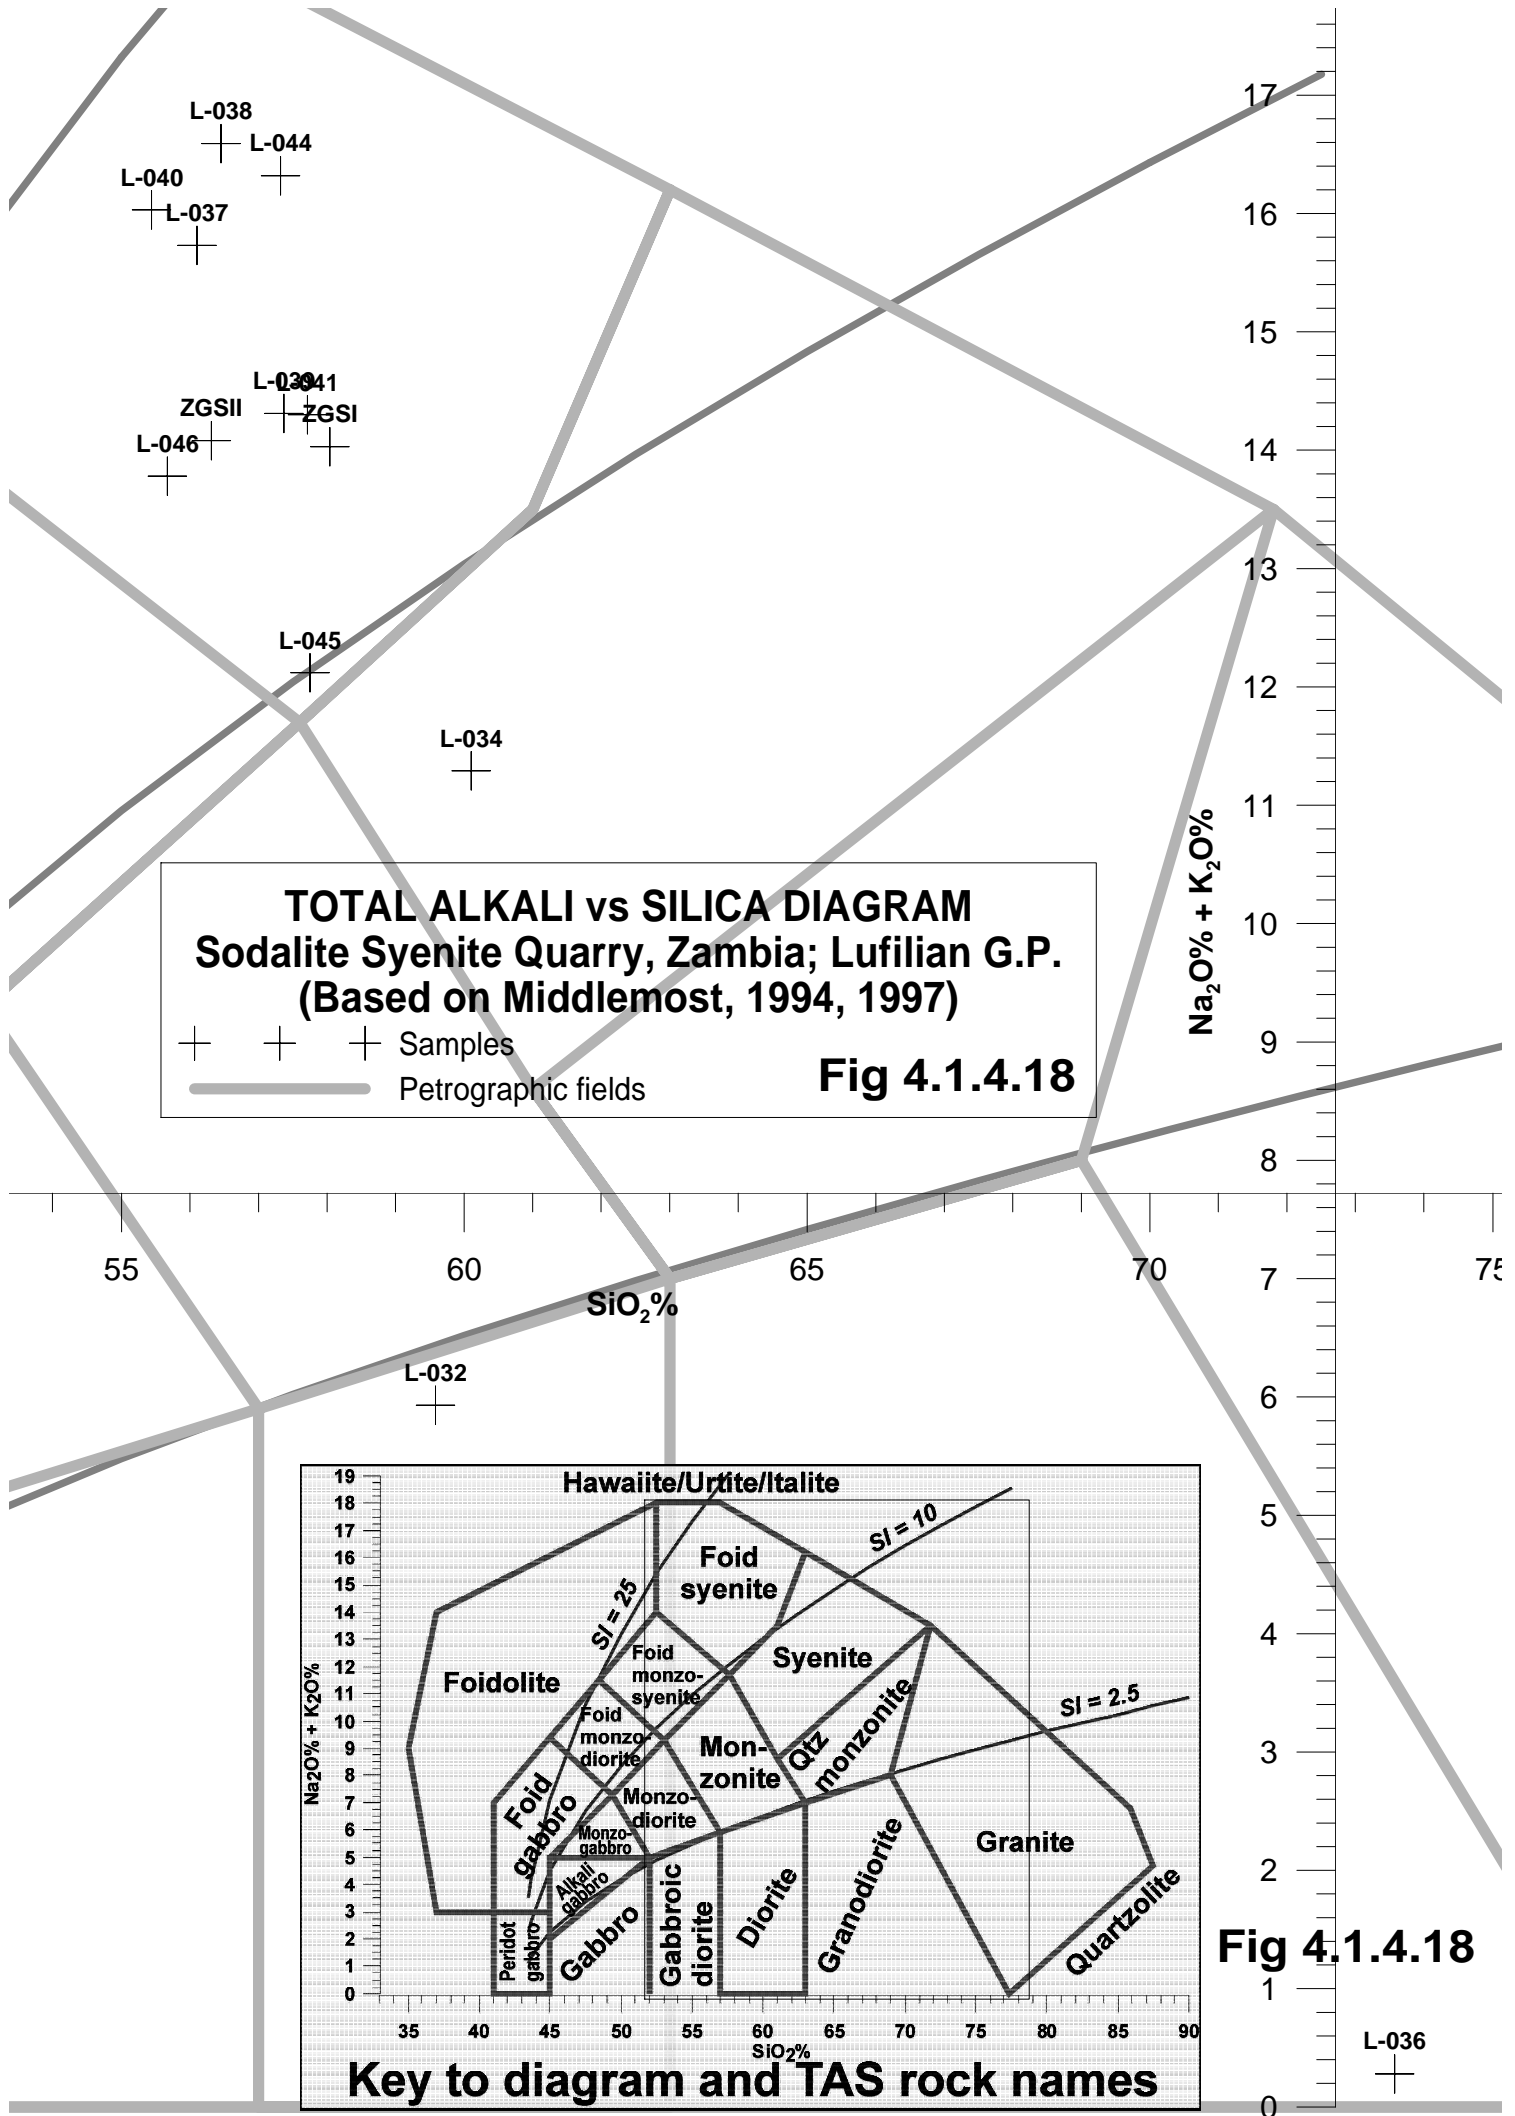 17
L-038
L-044
L-040
L-037
16
15
L-039
L-041
ZGSII
ZGSI
L-046
14
13
L-045
12
L-034
11
Na2O% + K2O%
10
TOTAL ALKALI vs SILICA DIAGRAM
Sodalite Syenite Quarry, Zambia; Lufilian G.P.
(Based on Middlemost, 1994, 1997)
Samples
Petrographic fields
Fig 4.1.4.18
9
8
55 60 65 70 75
7
SiO2%
L-032
6
5
4
3
2
1
0
Fig 4.1.4.18
L-036
Hawaiite/Urtite/Italite
19
18
17
16
15
14
13
12
11
10
9
8
7
6
5
4
3
2
1
0
Na2O% + K2O%
SI = 10
Foid
syenite
SI = 25
Foid
monzo-
syenite
Syenite
Foidolite
SI = 2.5
Foid
monzo-
diorite
Mon-
zonite
Qtz
monzonite
Foid
gabbro
Monzo-
diorite
Monzo-
gabbro
Granite
Alkali
gabbro
Peridot
gabbro
Gabbro
Gabbroic
diorite
Diorite
Granodiorite
Quartzolite
35 40 45 50 55 60 65 70 75 80 85 90
SiO2%
Key to diagram and TAS rock names